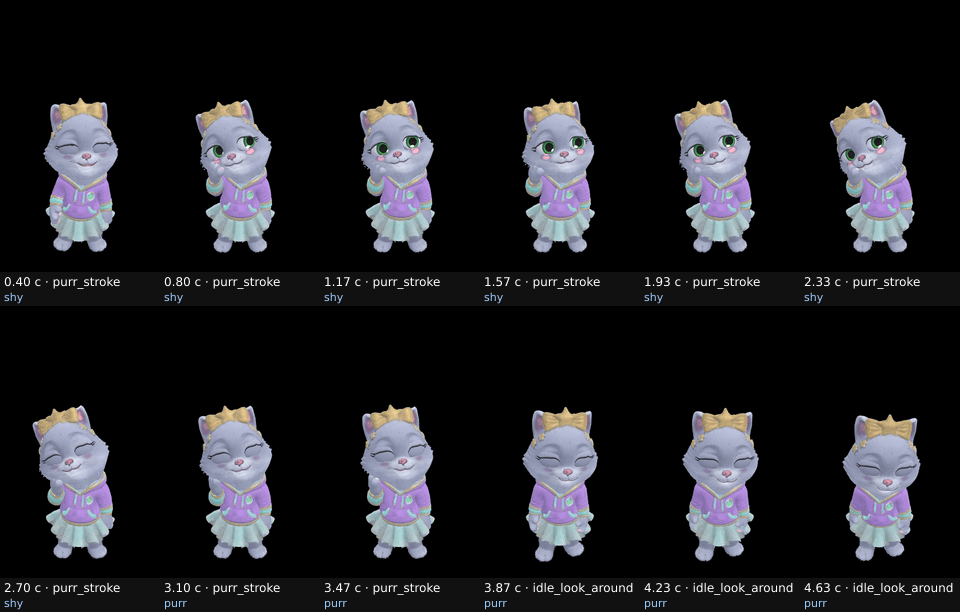 0.40 с · purr_stroke
shy
0.80 с · purr_stroke
shy
1.17 с · purr_stroke
shy
1.57 с · purr_stroke
shy
1.93 с · purr_stroke
shy
2.33 с · purr_stroke
shy
2.70 с · purr_stroke
shy
3.10 с · purr_stroke
purr
3.47 с · purr_stroke
purr
3.87 с · idle_look_around
purr
4.23 с · idle_look_around
purr
4.63 с · idle_look_around
purr